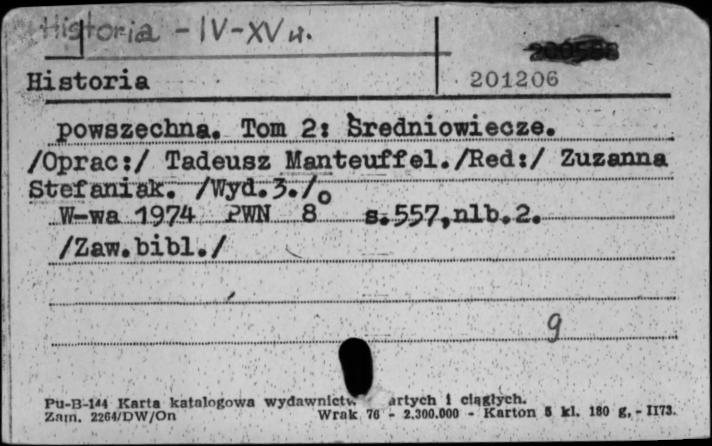 Historia - IV-XV w.
Historia 201206
powszechna. Tom 2: Średniowiecze.
/Oprac:/ Tadeusz Manteuffel./Red:/ Zuzanna
Stefaniak. /Wyd.3./
W-wa 1974 PWN 8o s.557,nlb.2.
/Zaw.bibl./
9
Pu-B-144 Karta katalogowa wydawnictw artych i ciągłych.
Zam. 2264/DW/On Wrak 76 - 2.300.000 - Karton 5 kl. 180 g. - II73.